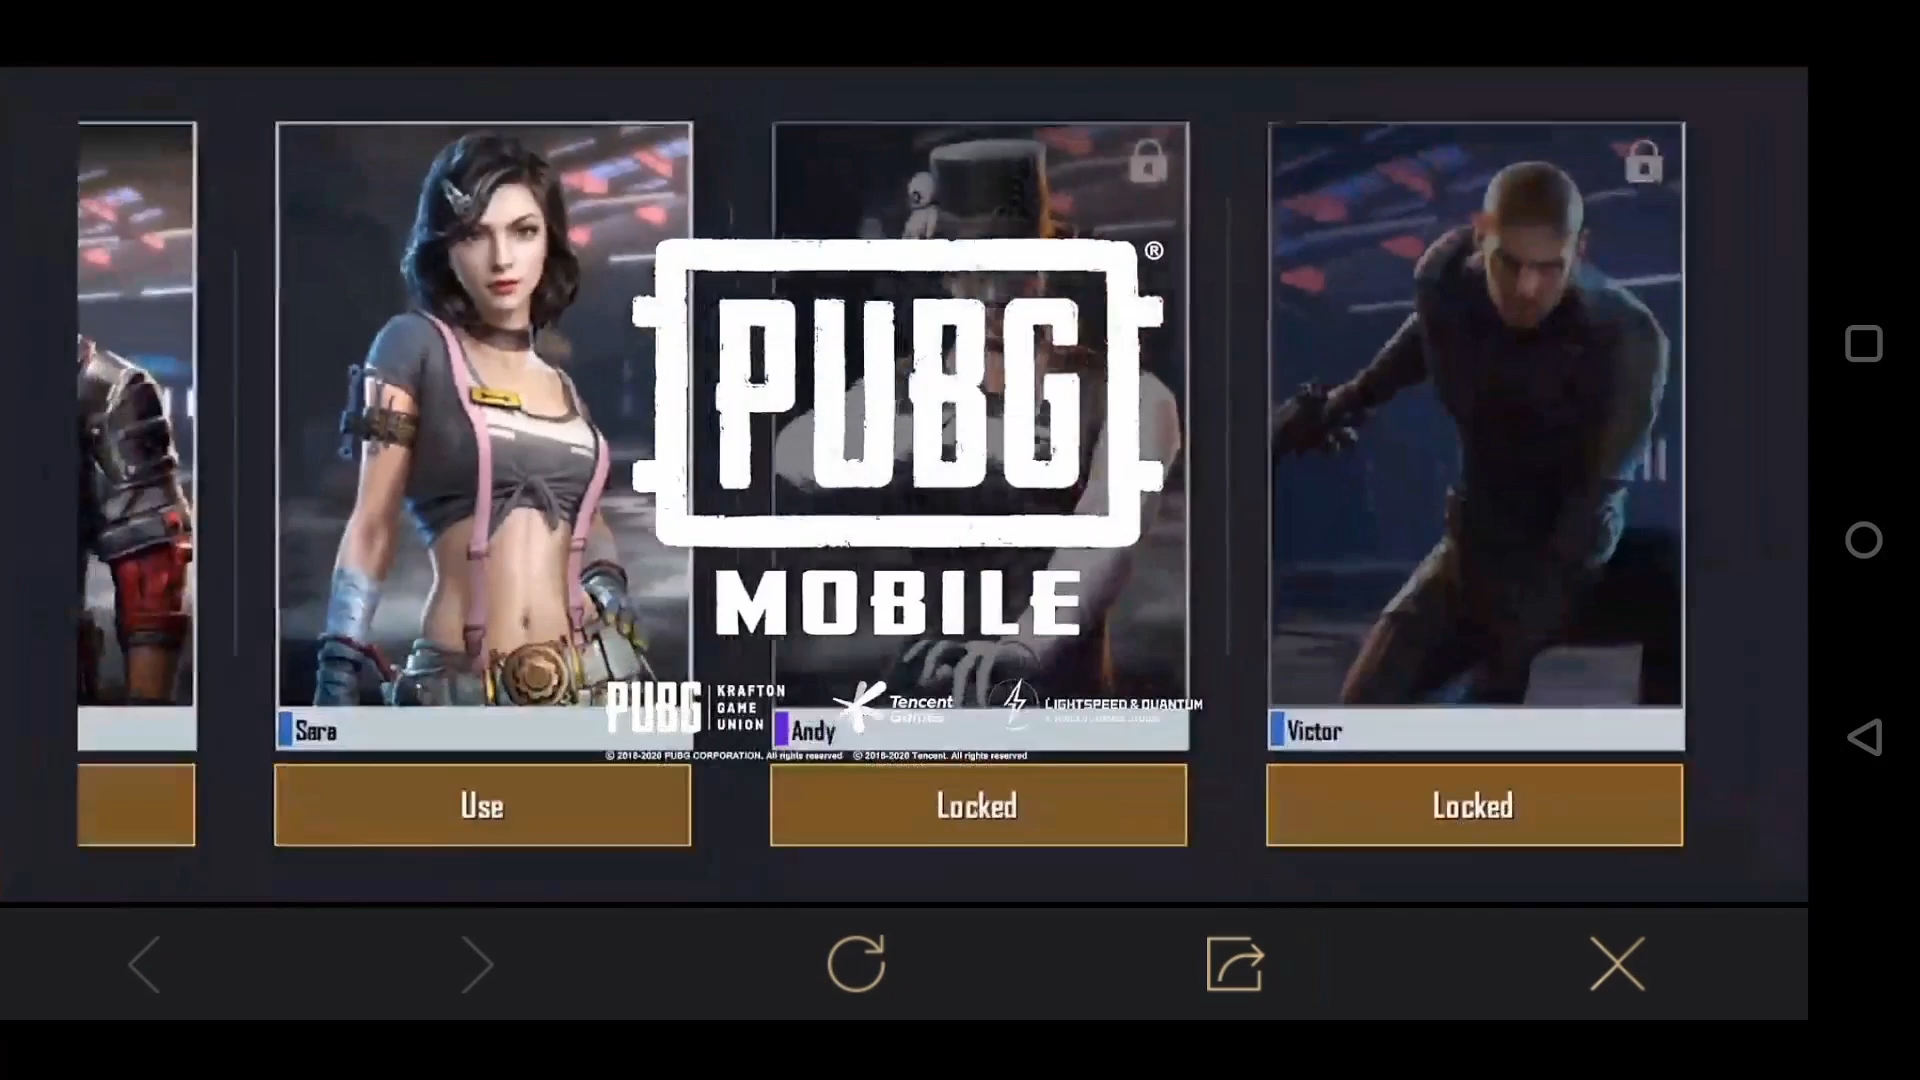 ®
PUBG
MOBILE
PUBG
KRAFTON
GAME
UNION
Tencent
Games
LIGHTSPEED & QUANTUM
Sara
Andy
Victor
© 2018-2020 PUBG CORPORATION. All rights reserved
© 2018-2020 Tencent. All rights reserved
Use
Locked
Locked